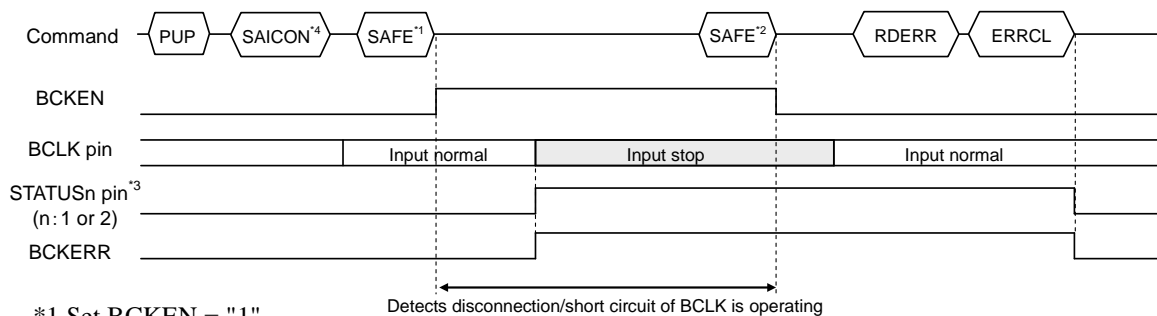 Command PUP SAICON*4 SAFE*1 SAFE*2 RDERR ERRCL
BCKEN
BCLK pin Input normal Input stop Input normal
STATUSn pin*3
(n:1 or 2)
BCKERR
Detects disconnection/short circuit of BCLK is operating
*1 Set BCKEN = "1"